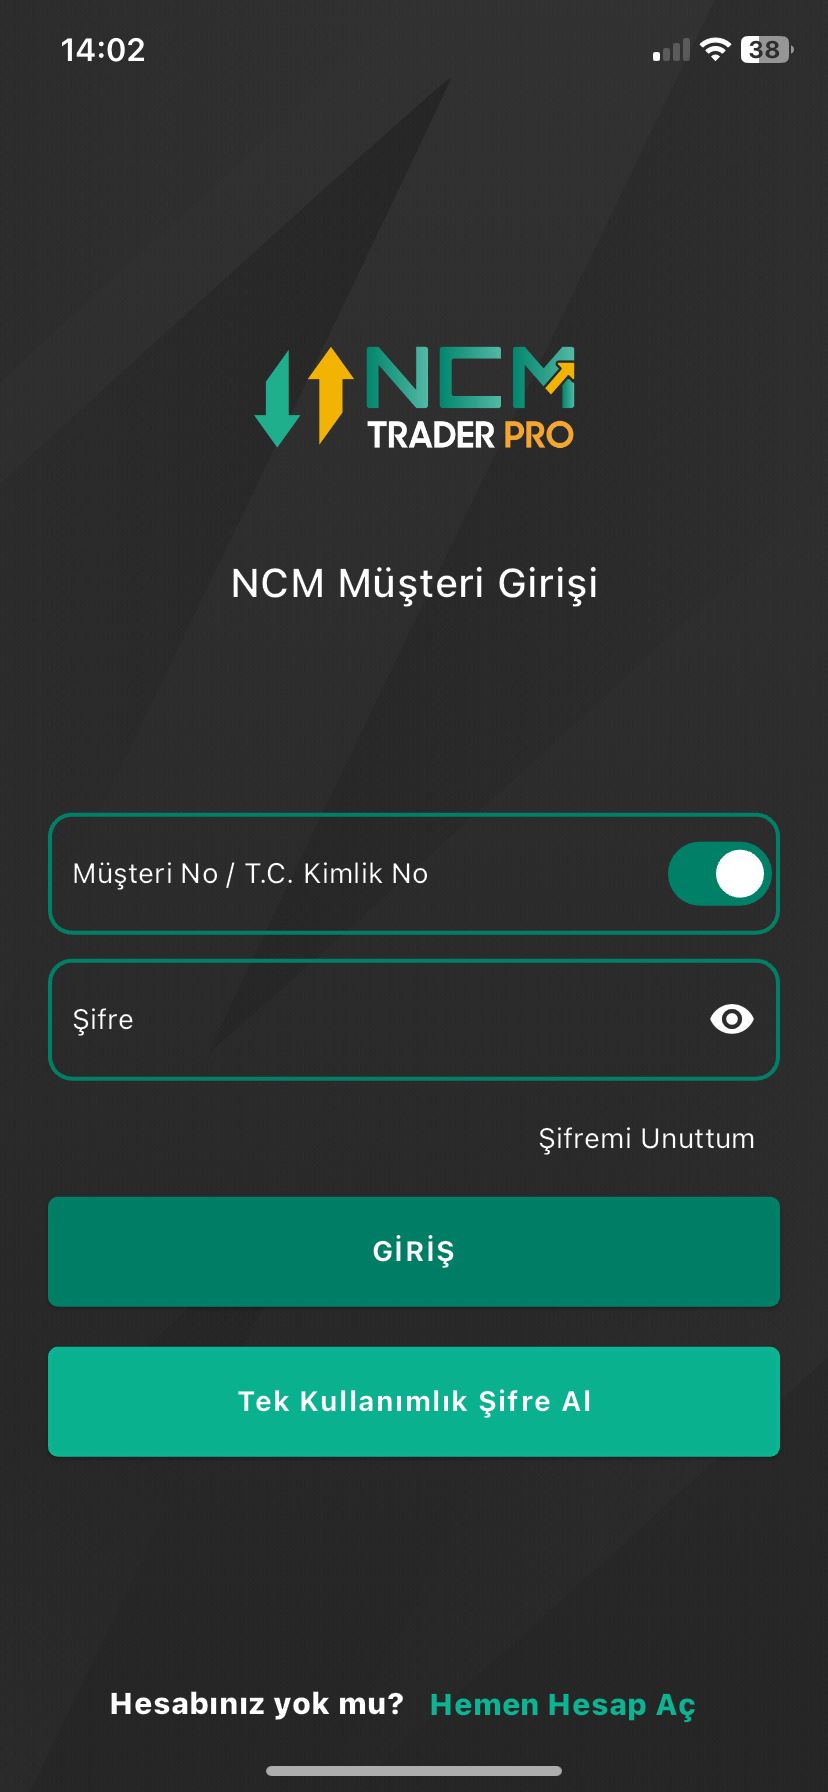 14:02
38
NCM
TRADER PRO
NCM Müşteri Girişi
Müşteri No / T.C. Kimlik No
Şifre
Şifremi Unuttum
GİRİŞ
Tek Kullanımlık Şifre Al
Hesabınız yok mu? Hemen Hesap Aç